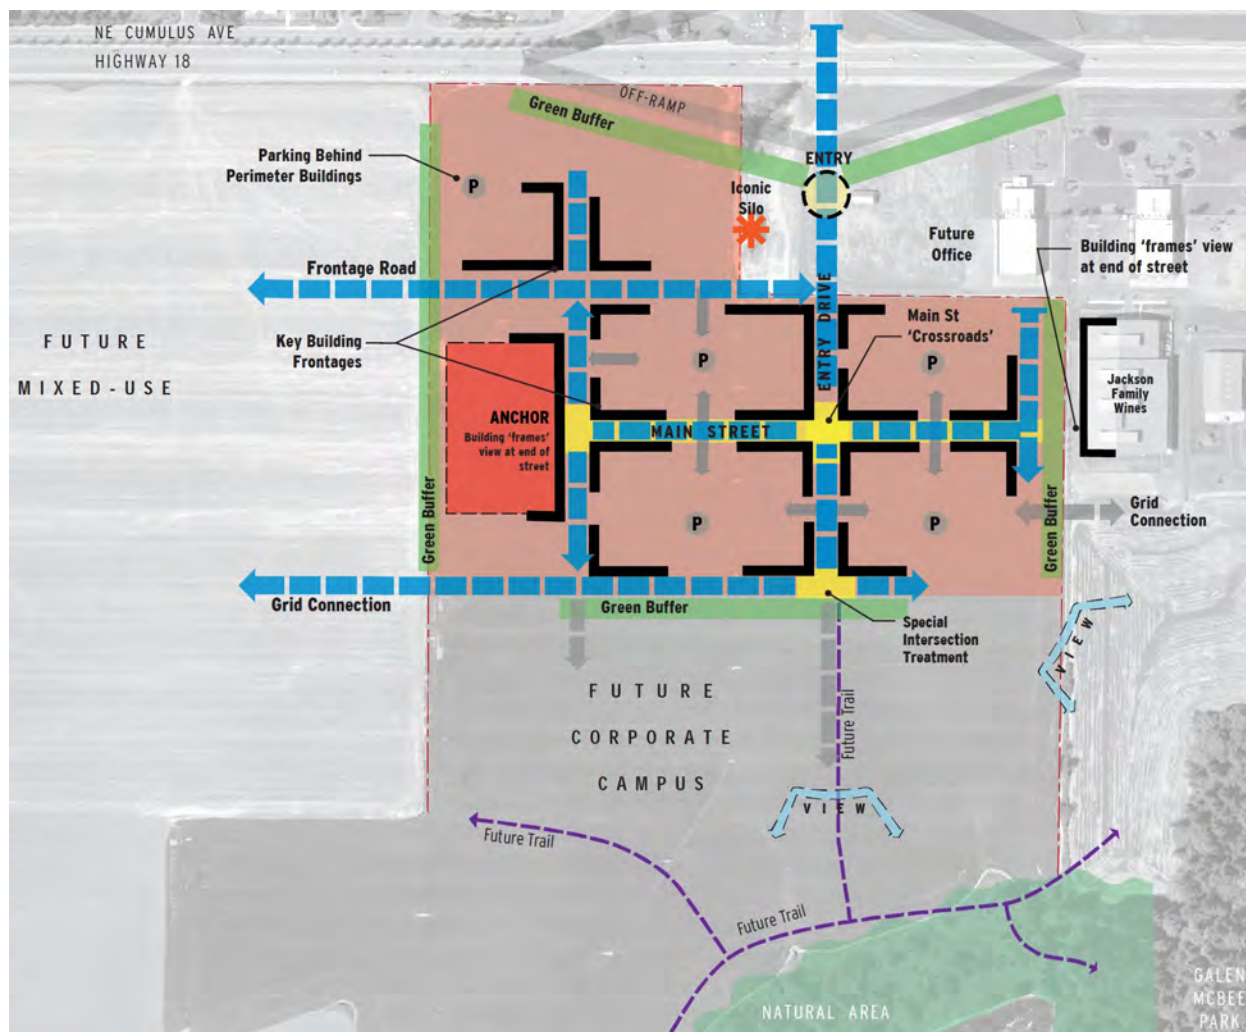 NE CUMULUS AVE
HIGHWAY 18
OFF-RAMP
Green Buffer
ENTRY
Parking Behind
Perimeter Buildings
P
Iconic
Silo
Future
Office
Building ‘frames’ view
at end of street
Frontage Road
ENTRY DRIVE
Main St
‘Crossroads’
FUTURE
MIXED-USE
Key Building
Frontages
P
P
Jackson
Family
Wines
ANCHOR
Building ‘frames’
view at end of
street
MAIN STREET
Green Buffer
P
P
Green Buffer
Grid
Connection
Grid Connection
Green Buffer
Special
Intersection
Treatment
VIEW
FUTURE
CORPORATE
CAMPUS
Future Trail
VIEW
Future Trail
Future Trail
NATURAL AREA
GALEN
MCBEE
PARK